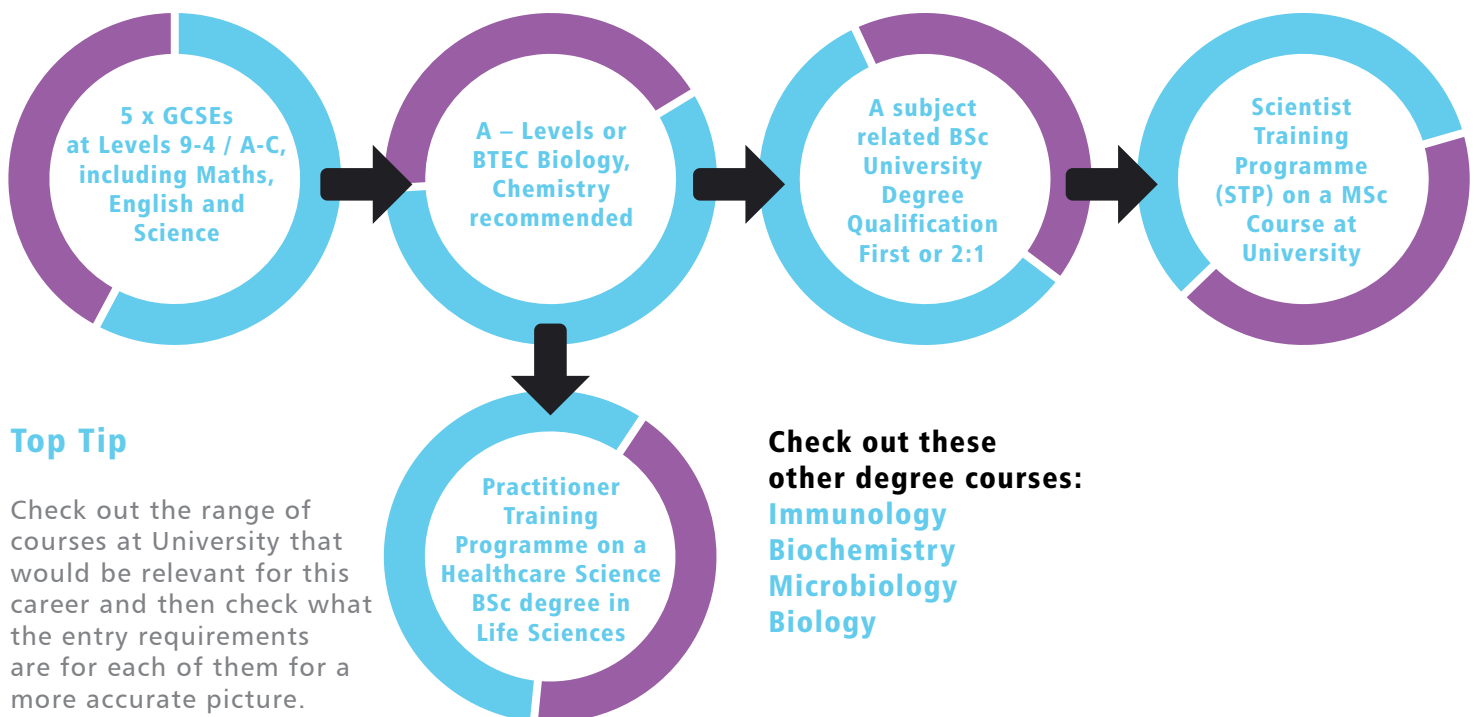 5 x GCSEs
at Levels 9-4 / A-C,
including Maths,
English and
Science
A – Levels or
BTEC Biology,
Chemistry
recommended
A subject
related BSc
University
Degree
Qualification
First or 2:1
Scientist
Training
Programme
(STP) on a MSc
Course at
University
Top Tip
Check out the range of
courses at University that
would be relevant for this
career and then check what
the entry requirements
are for each of them for a
more accurate picture.
Practitioner
Training
Programme on a
Healthcare Science
BSc degree in
Life Sciences
Check out these
other degree courses:
Immunology
Biochemistry
Microbiology
Biology